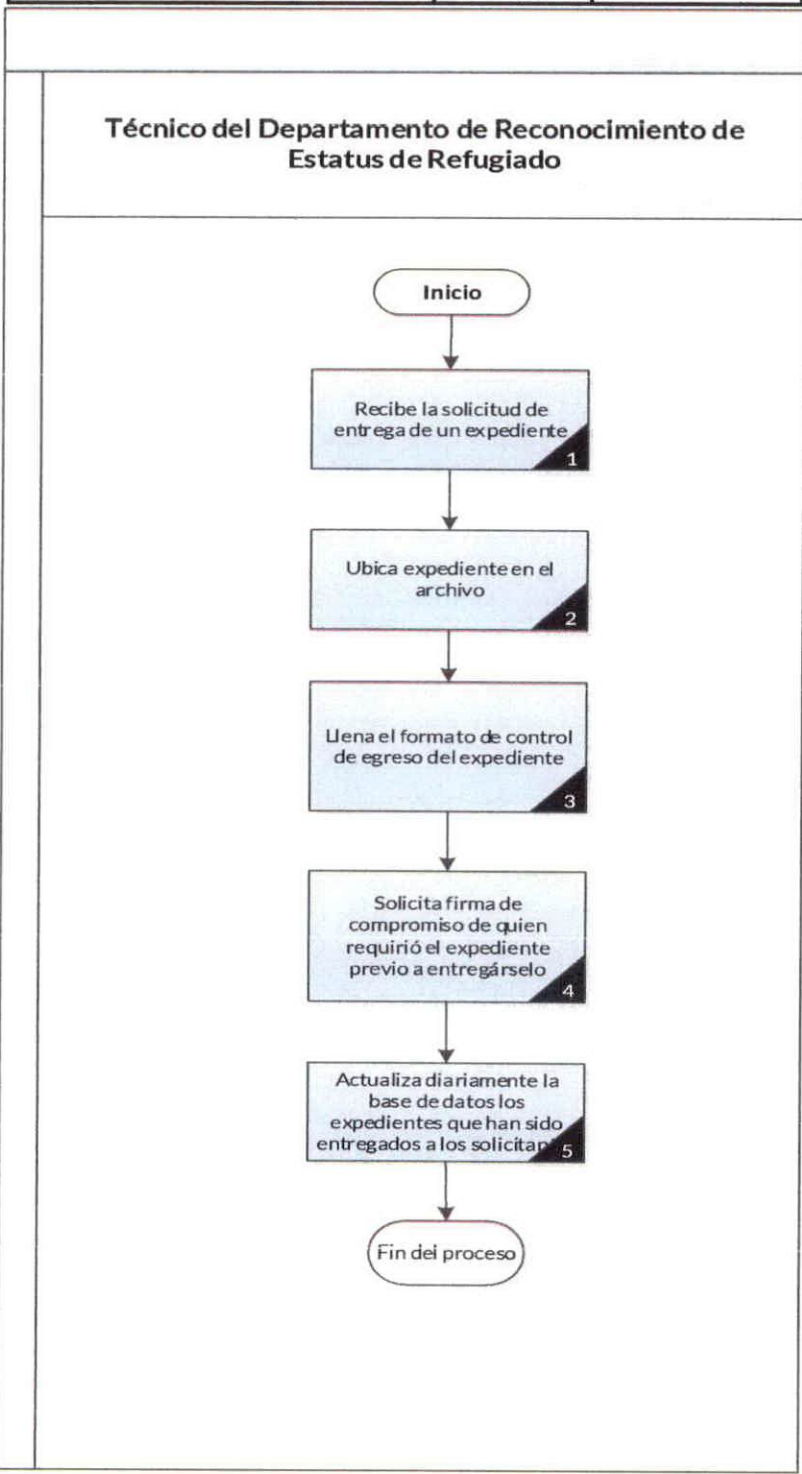 Técnico del Departamento de Reconocimiento de
Estatus de Refugiado
Inicio
Recibe la solicitud de
entrega de un expediente
1
Ubica expediente en el
archivo
2
Llena el formato de control
de egreso del expediente
3
Solicita firma de
compromiso de quien
requirió el expediente
previo a entregárselo
4
Actualiza diariamente la
base de datos los
expedientes que han sido
entregados a los
5
Fin del proceso